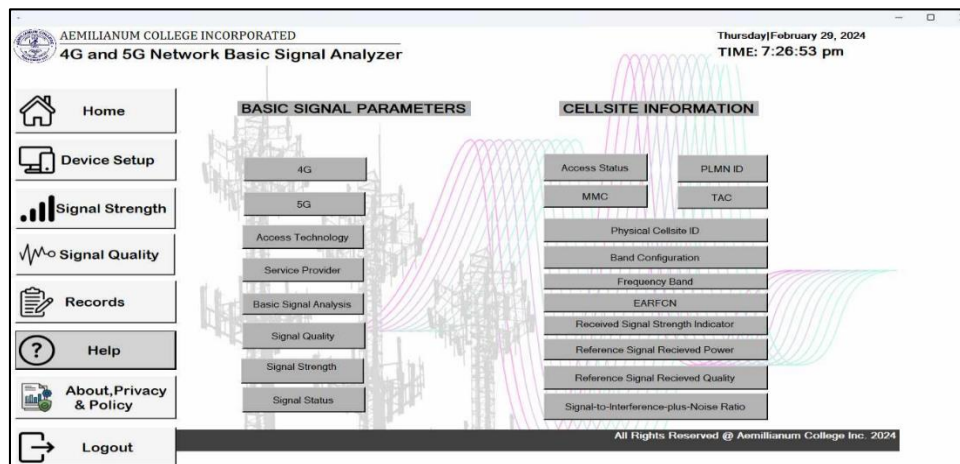 AEMILIANUM COLLEGE INCORPORATED
4G and 5G Network Basic Signal Analyzer
Thursday|February 29, 2024
TIME: 7:26:53 pm
Home
Device Setup
Signal Strength
Signal Quality
Records
Help
About,Privacy
& Policy
Logout
BASIC SIGNAL PARAMETERS
4G
5G
Access Technology
Service Provider
Basic Signal Analysis
Signal Quality
Signal Strength
Signal Status
CELLSITE INFORMATION
Access Status
PLMN ID
MMC
TAC
Physical Cellsite ID
Band Configuration
Frequency Band
EARFCN
Received Signal Strength Indicator
Reference Signal Recieved Power
Reference Signal Recieved Quality
Signal-to-Interference-plus-Noise Ratio
All Rights Reserved @ Aemillianum College Inc. 2024